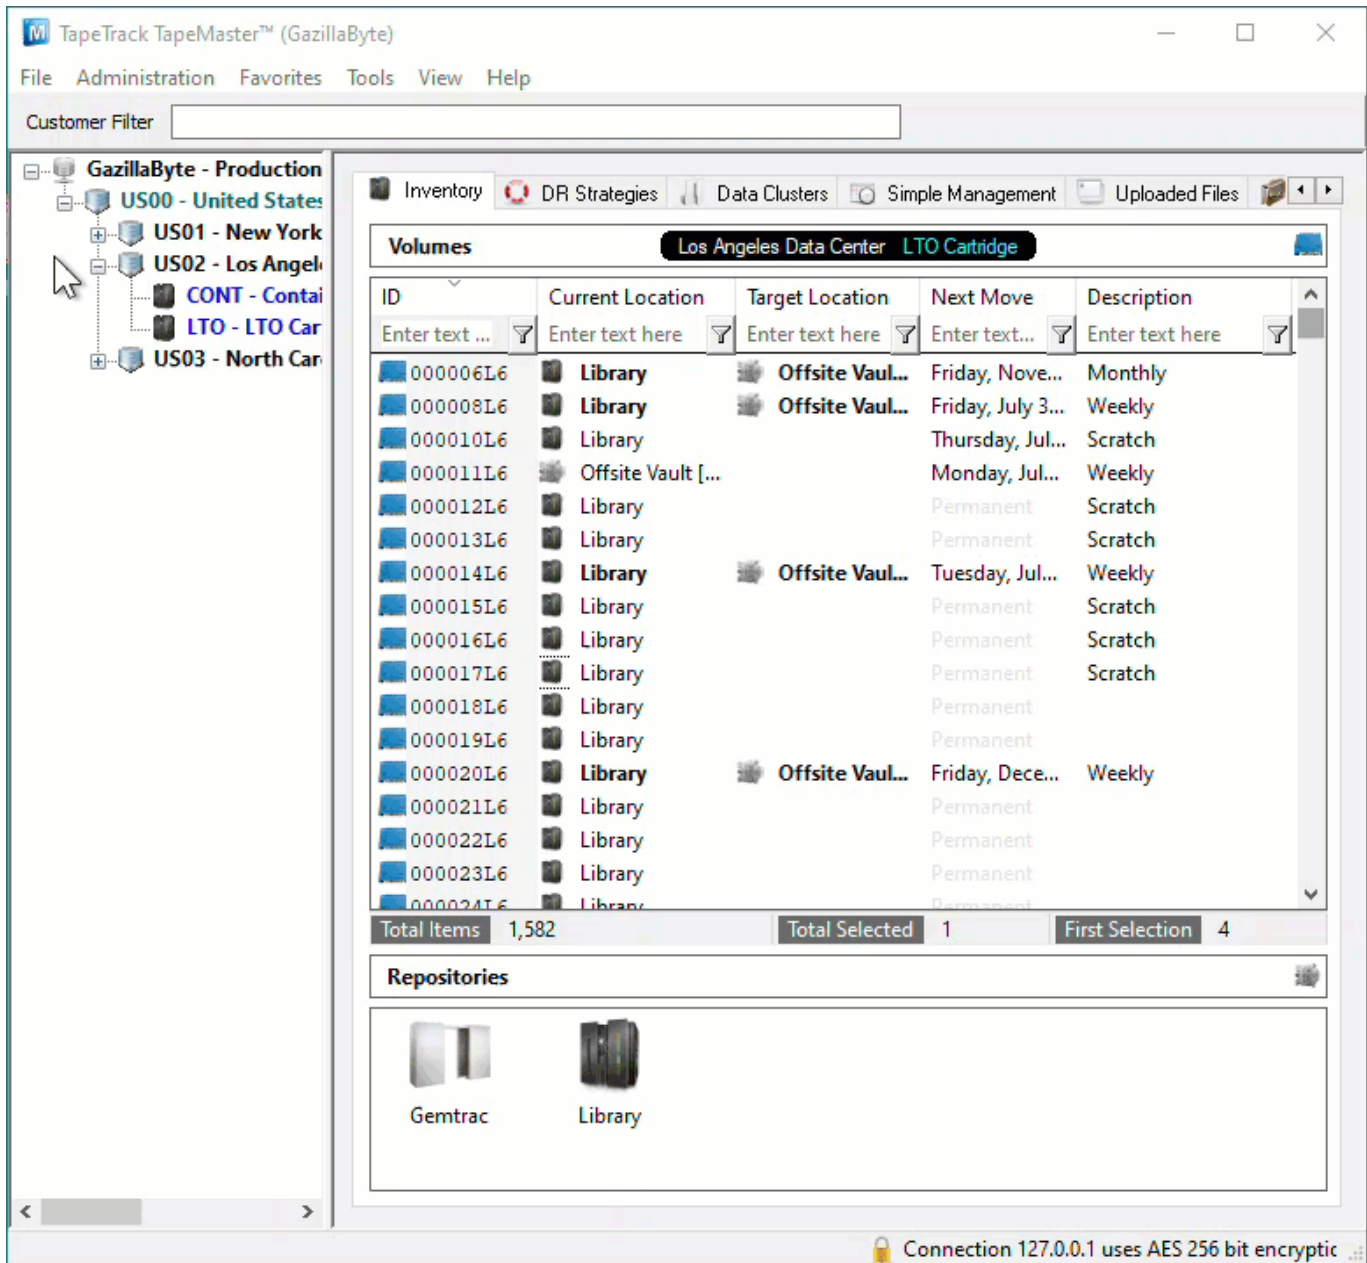 TapeTrack TapeMaster™ (GazillaByte)
File Administration Favorites Tools View Help
Customer Filter
GazillaByte - Production
US00 - United States
US01 - New York
US02 - Los Angele
CONT - Contai
LTO - LTO Car
US03 - North Car
Inventory DR Strategies Data Clusters Simple Management Uploaded Files
Volumes Los Angeles Data Center LTO Cartridge
ID Current Location Target Location Next Move Description
Enter text ... Enter text here Enter text here Enter text... Enter text here
000006L6 Library Offsite Vaul... Friday, Nove... Monthly
000008L6 Library Offsite Vaul... Friday, July 3... Weekly
000010L6 Library Thursday, Jul... Scratch
000011L6 Offsite Vault [... Monday, Jul... Weekly
000012L6 Library Permanent Scratch
000013L6 Library Permanent Scratch
000014L6 Library Offsite Vaul... Tuesday, Jul... Weekly
000015L6 Library Permanent Scratch
000016L6 Library Permanent Scratch
000017L6 Library Permanent Scratch
000018L6 Library Permanent
000019L6 Library Permanent
000020L6 Library Offsite Vaul... Friday, Dece... Weekly
000021L6 Library Permanent
000022L6 Library Permanent
000023L6 Library Permanent
000024L6 Library Permanent
Total Items 1,582 Total Selected 1 First Selection 4
Repositories
Gemtrac Library
Connection 127.0.0.1 uses AES 256 bit encryptic